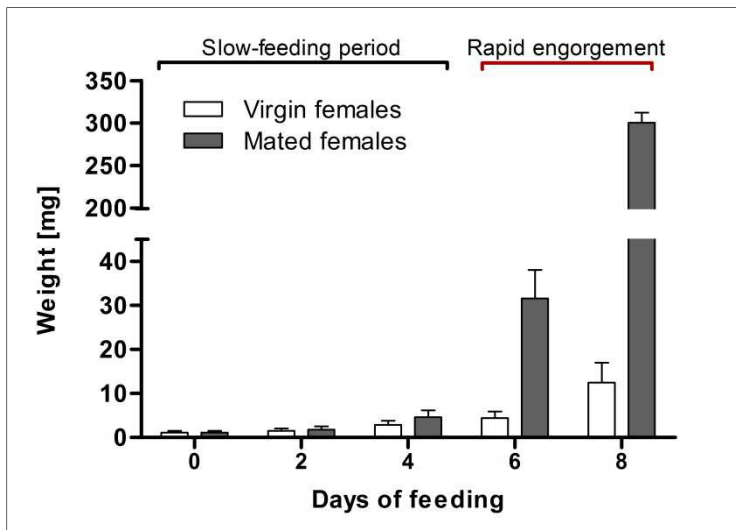 Slow-feeding period Rapid engorgement
350
Virgin females
300
Mated females
250
200
40
30
20
10
0
Weight [mg]
0 2 4 6 8
Days of feeding